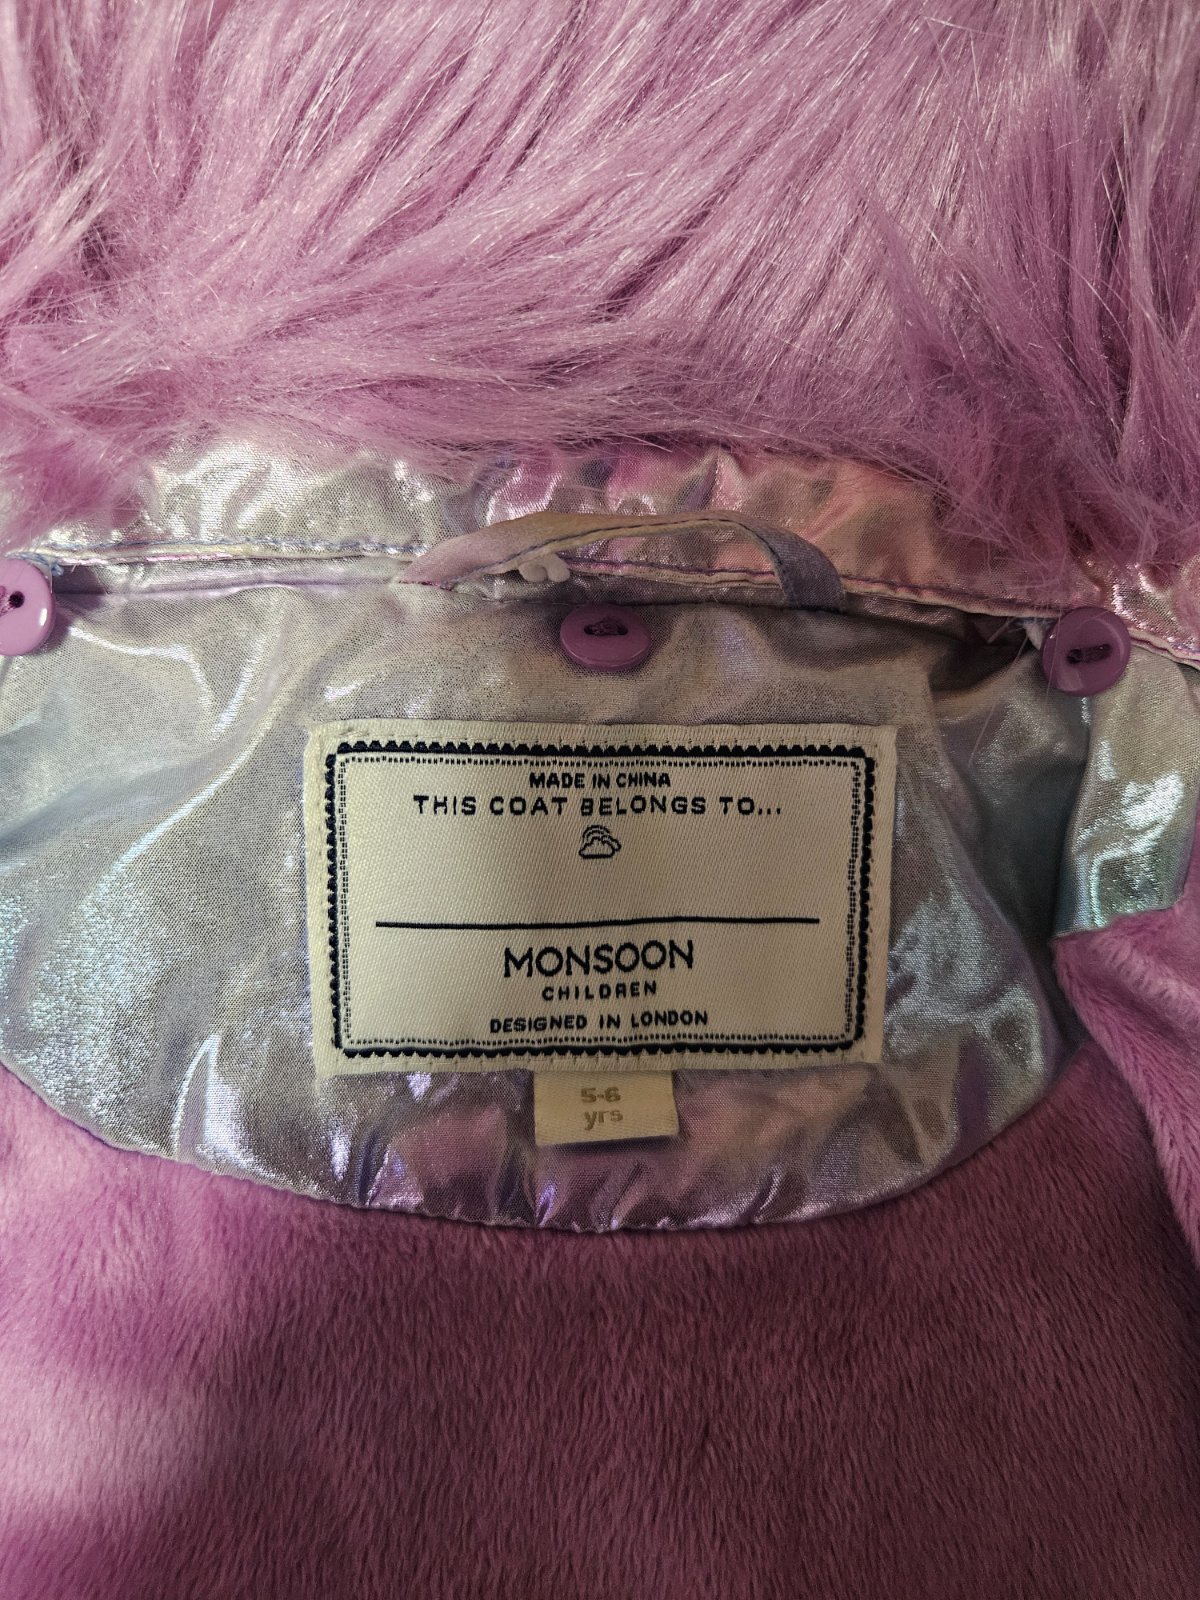 MADE IN CHINA
THIS COAT BELONGS TO...
MONSOON
CHILDREN
DESIGNED IN LONDON
5-6
yrs